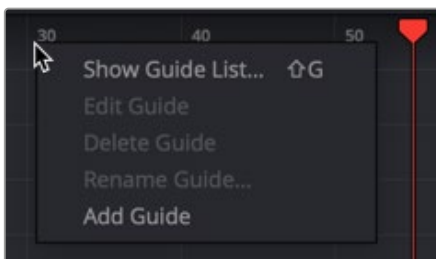 30 40 50
Show Guide List... ⇧G
Edit Guide
Delete Guide
Rename Guide...
Add Guide